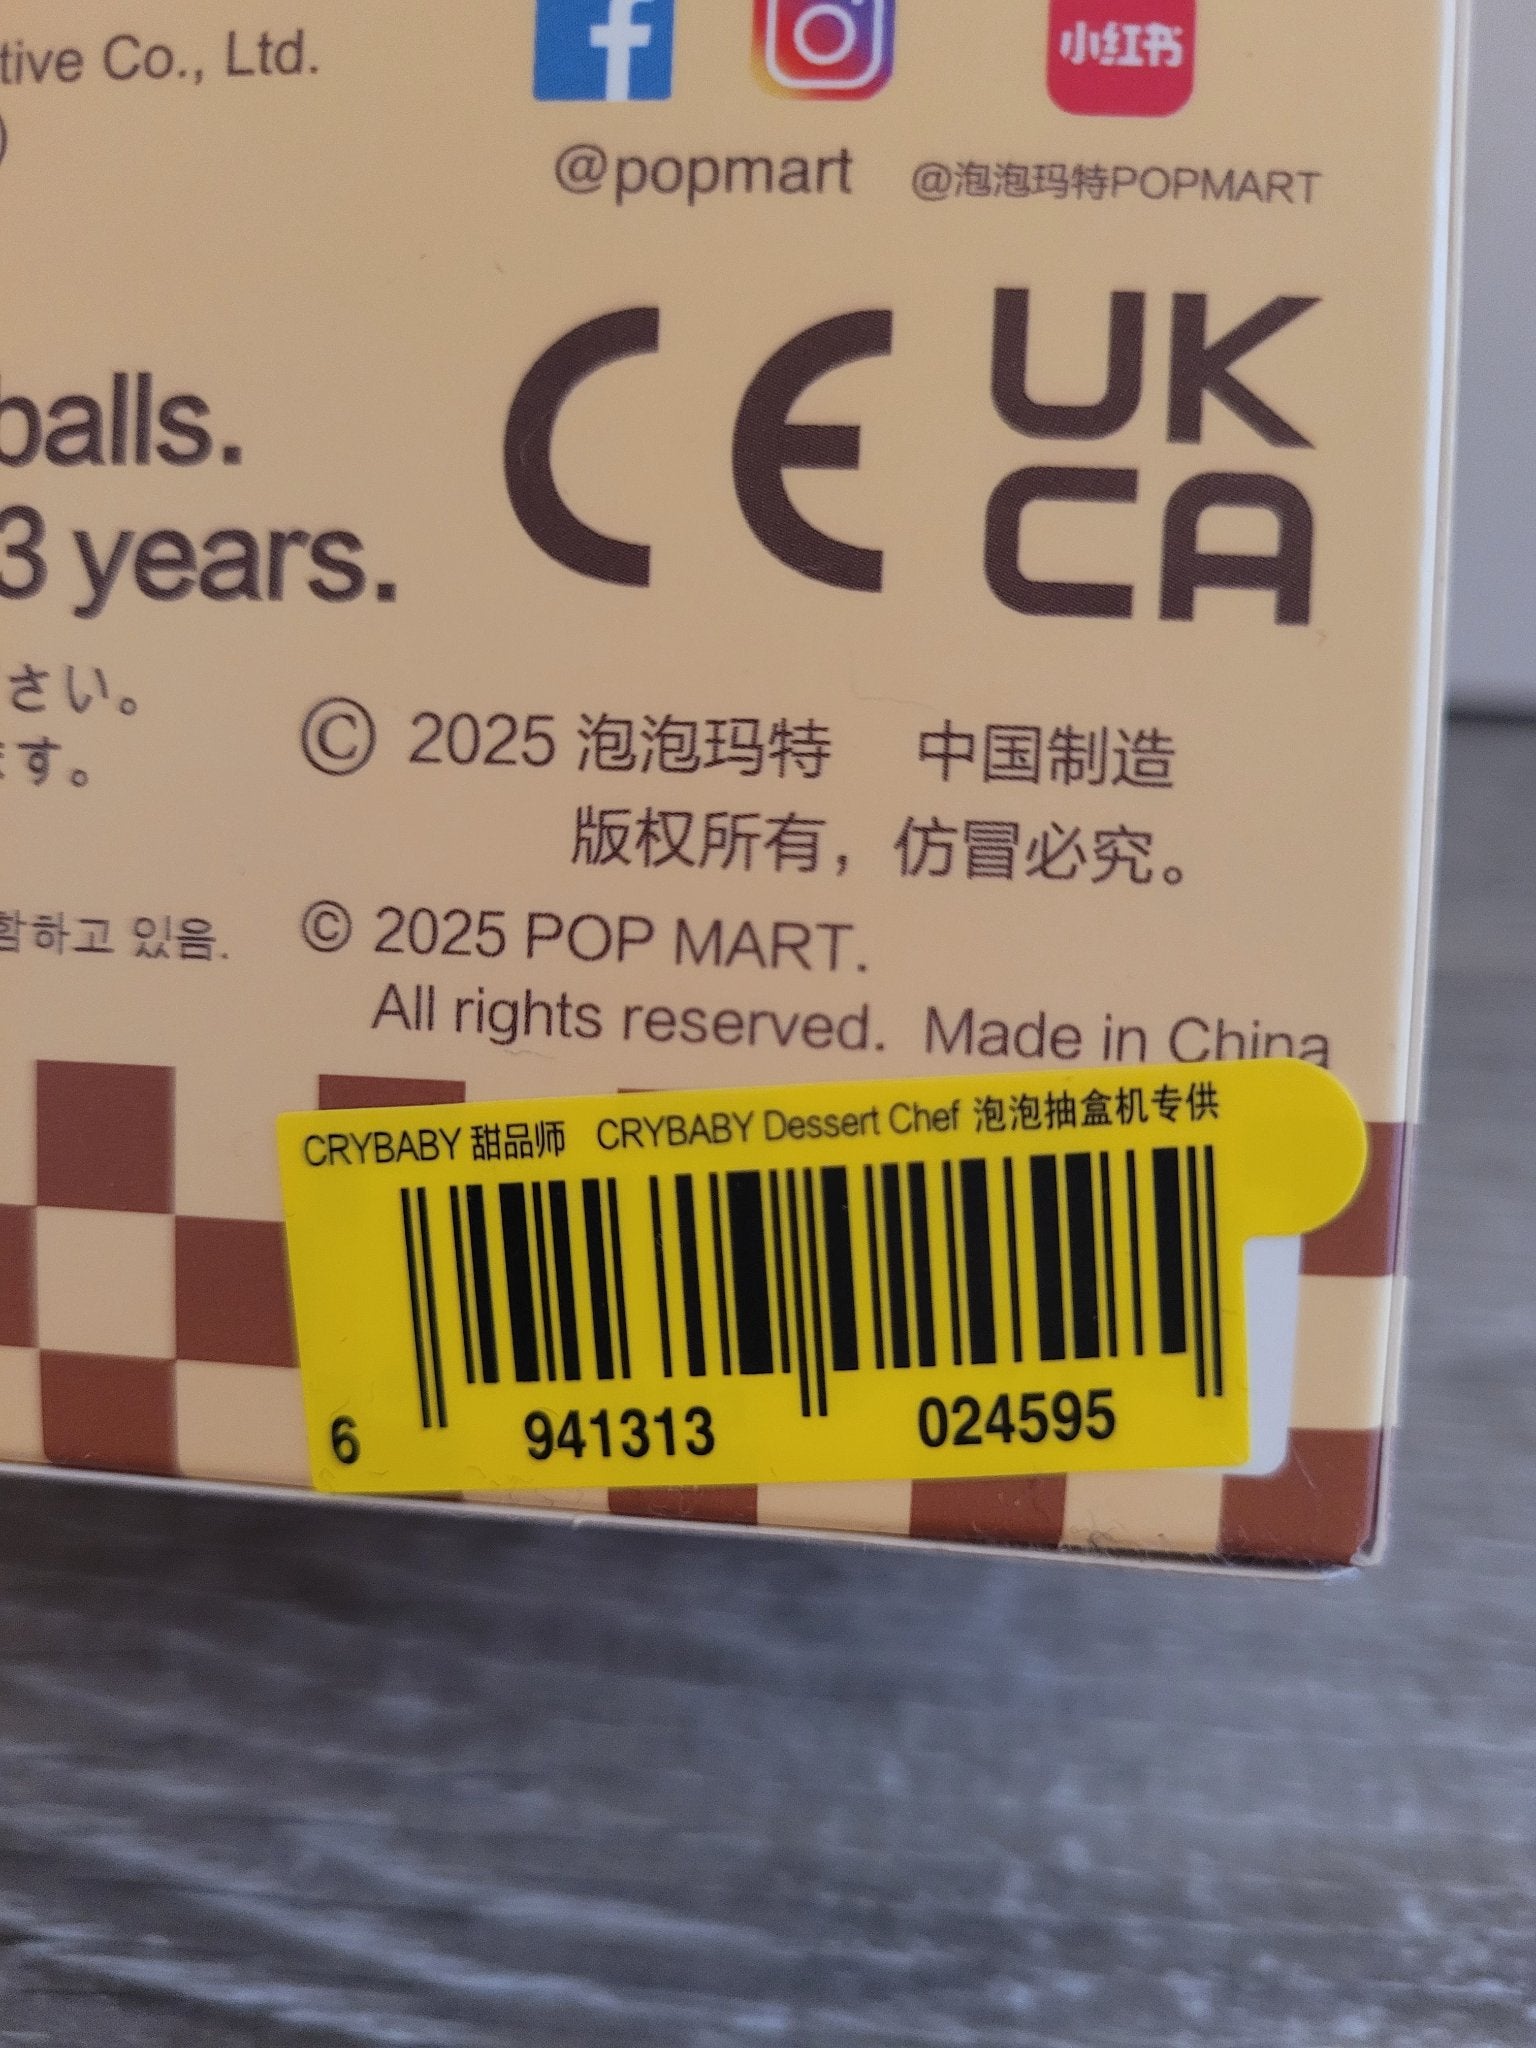 tive Co., Ltd.
)
小红书
@popmart
@泡泡玛特POPMART
CE
UK
CA
balls.
3 years.
さい。
ます。
© 2025 泡泡玛特 中国制造
版权所有，仿冒必究。
함하고 있음.
© 2025 POP MART.
All rights reserved. Made in China
CRYBABY 甜品师 CRYBABY Dessert Chef 泡泡抽盒机专供
6 941313 024595